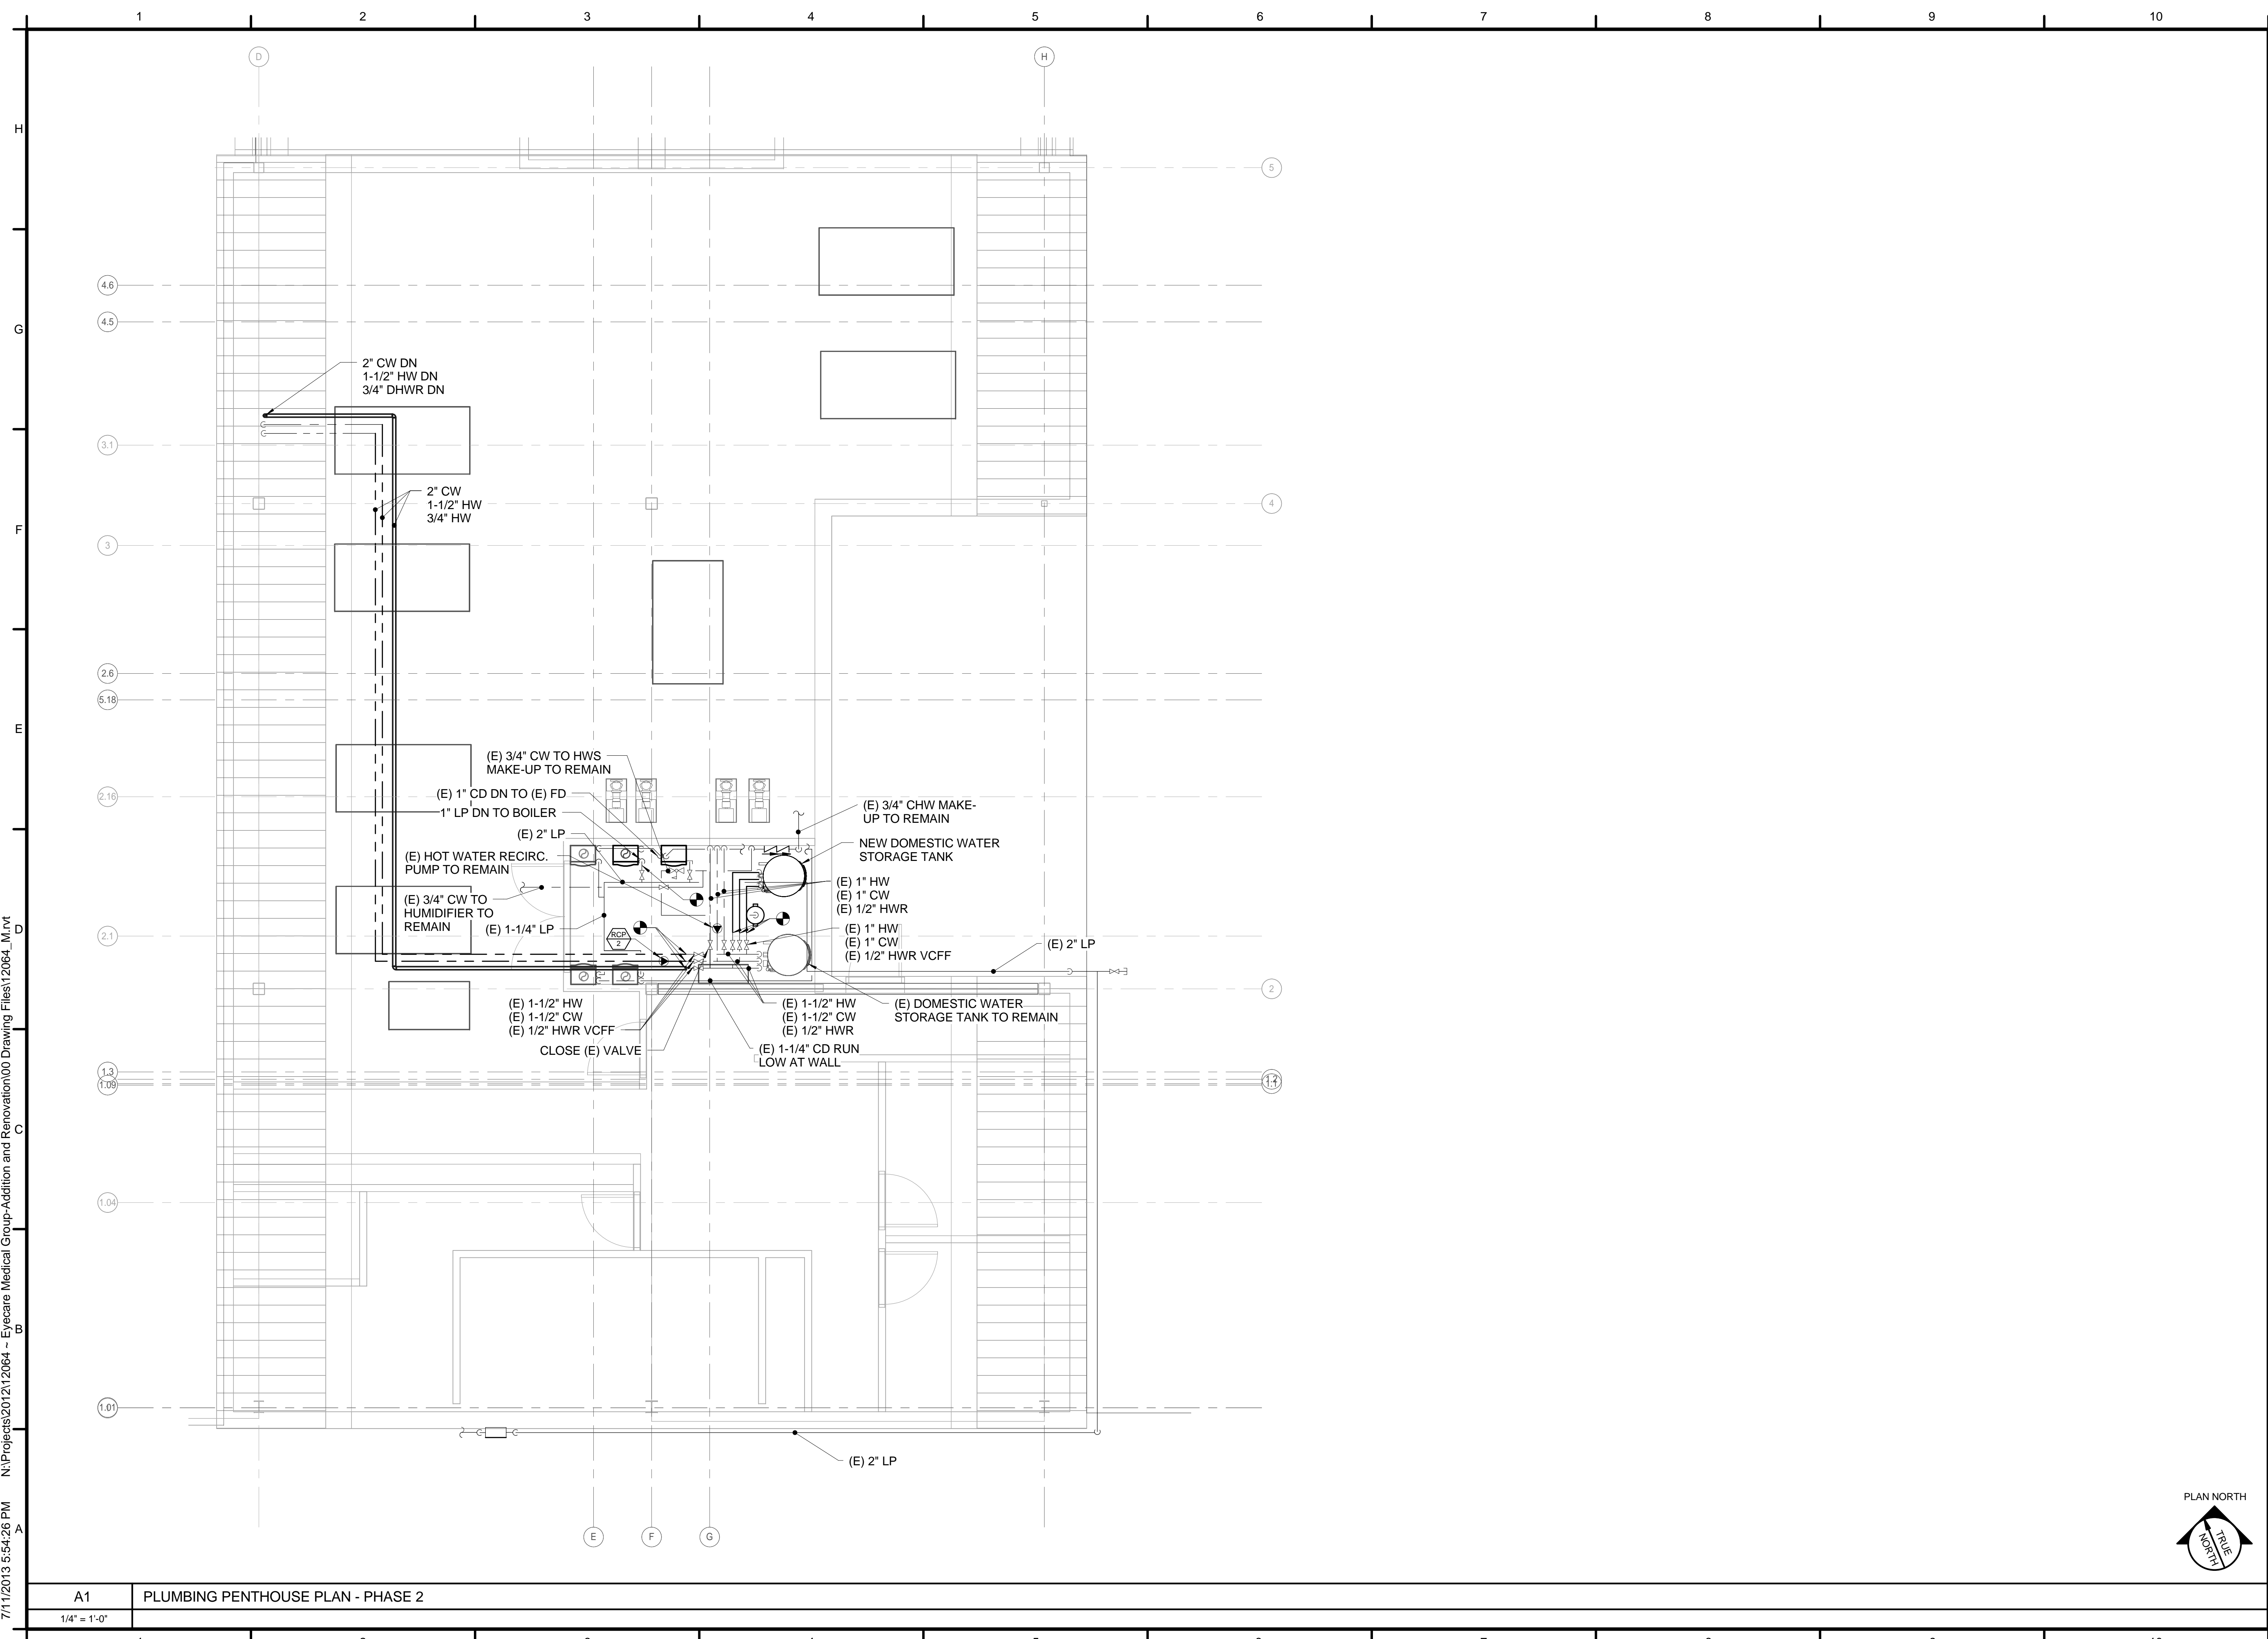 1 2 3 4 5 6 7 8 9 10
D
H
H
5
4.6
4.5
G
2" CW DN
1-1/2" HW DN
3/4" DHWR DN
3.1
2" CW
1-1/2" HW
3/4" HW
4
F
3
2.6
5.18
E
(E) 3/4" CW TO HWS
MAKE-UP TO REMAIN
(E) 1" CD DN TO (E) FD
2.16
1" LP DN TO BOILER
(E) 3/4" CHW MAKE-
UP TO REMAIN
(E) 2" LP
NEW DOMESTIC WATER
STORAGE TANK
(E) HOT WATER RECIRC.
PUMP TO REMAIN
(E) 1" HW
(E) 1" CW
(E) 1/2" HWR
(E) 3/4" CW TO
HUMIDIFIER TO
REMAIN
(E) 1-1/4" LP
RCP
2
D
2.1
(E) 1" HW
(E) 1" CW
(E) 1/2" HWR VCFF
(E) 2" LP
2
(E) 1-1/2" HW
(E) 1-1/2" CW
(E) 1/2" HWR VCFF
(E) 1-1/2" HW
(E) 1-1/2" CW
(E) 1/2" HWR
(E) DOMESTIC WATER
STORAGE TANK TO REMAIN
CLOSE (E) VALVE
(E) 1-1/4" CD RUN
LOW AT WALL
1.3
1.09
C
1.04
B
1.01
(E) 2" LP
A
E
F
G
PLAN NORTH
TRUE
NORTH
A1 PLUMBING PENTHOUSE PLAN - PHASE 2
1/4" = 1'-0"
7/11/2013 5:54:26 PM N:\Projects\2012\12064 ~ Eyecare Medical Group-Addition and Renovation\00 Drawing Files\12064_M.rvt